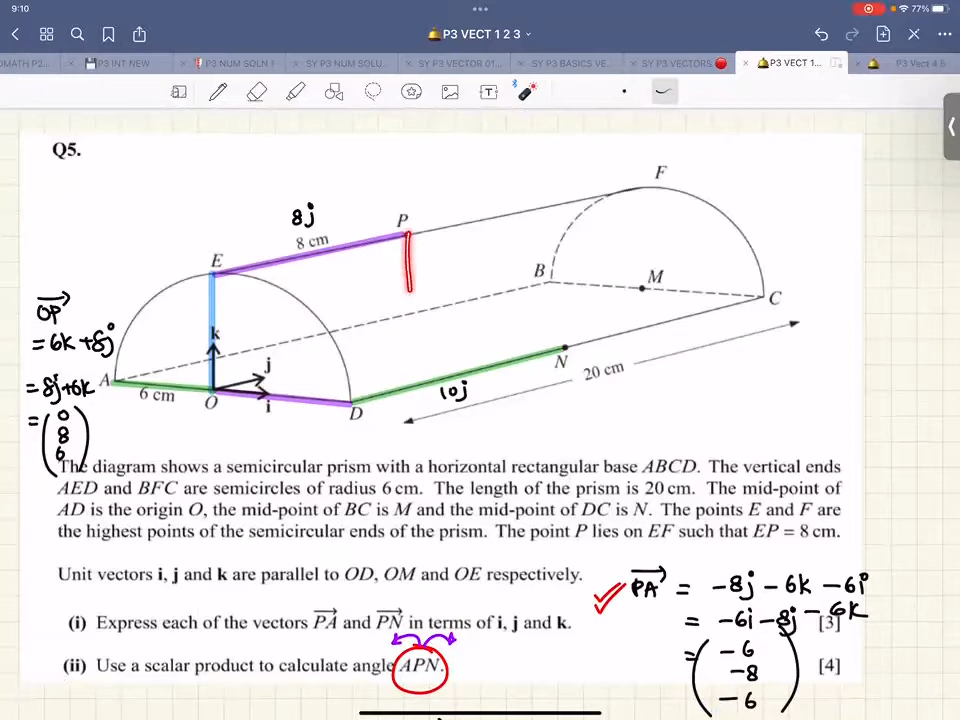 9:10
77%
🔔P3 VECT 1 2 3
OMATH P2...
P3 INT NEW
P3 NUM SOLN !
SY P3 NUM SOLU...
SY P3 VECTOR 01...
SY P3 BASICS VE...
SY P3 VECTORS
P3 VECT 1...
P3 Vect 4 5
Q5.
F
8j
P
8 cm
E
B
M
C
OP
= 6k + 8j
k
j
A
6 cm
O
i
D
10j
N
20 cm
= 8j+6k
= (0 8 6)
The diagram shows a semicircular prism with a horizontal rectangular base ABCD. The vertical ends
AED and BFC are semicircles of radius 6 cm. The length of the prism is 20 cm. The mid-point of
AD is the origin O, the mid-point of BC is M and the mid-point of DC is N. The points E and F are
the highest points of the semicircular ends of the prism. The point P lies on EF such that EP = 8 cm.
Unit vectors i, j and k are parallel to OD, OM and OE respectively.
PA = -8j - 6k - 6i
(i) Express each of the vectors PA and PN in terms of i, j and k. [3]
= -6i - 8j - 6k
(ii) Use a scalar product to calculate angle APN. [4]
= (-6 -8 -6)